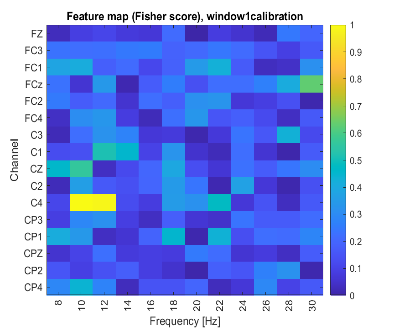 Feature map (Fisher score), window1calibration
FZ
FC3
FC1
FCz
FC2
FC4
C3
C1
CZ
C2
C4
CP3
CP1
CPZ
CP2
CP4
Channel
8 10 12 14 16 18 20 22 24 26 28 30
Frequency [Hz]
1
0.9
0.8
0.7
0.6
0.5
0.4
0.3
0.2
0.1
0